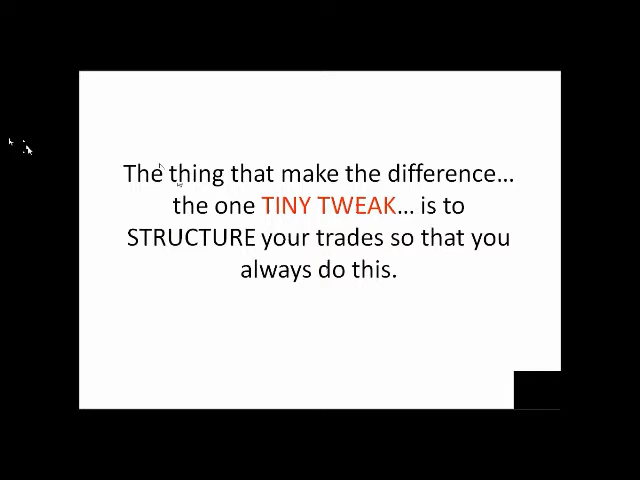 The thing that make the difference...
the one TINY TWEAK... is to
STRUCTURE your trades so that you
always do this.